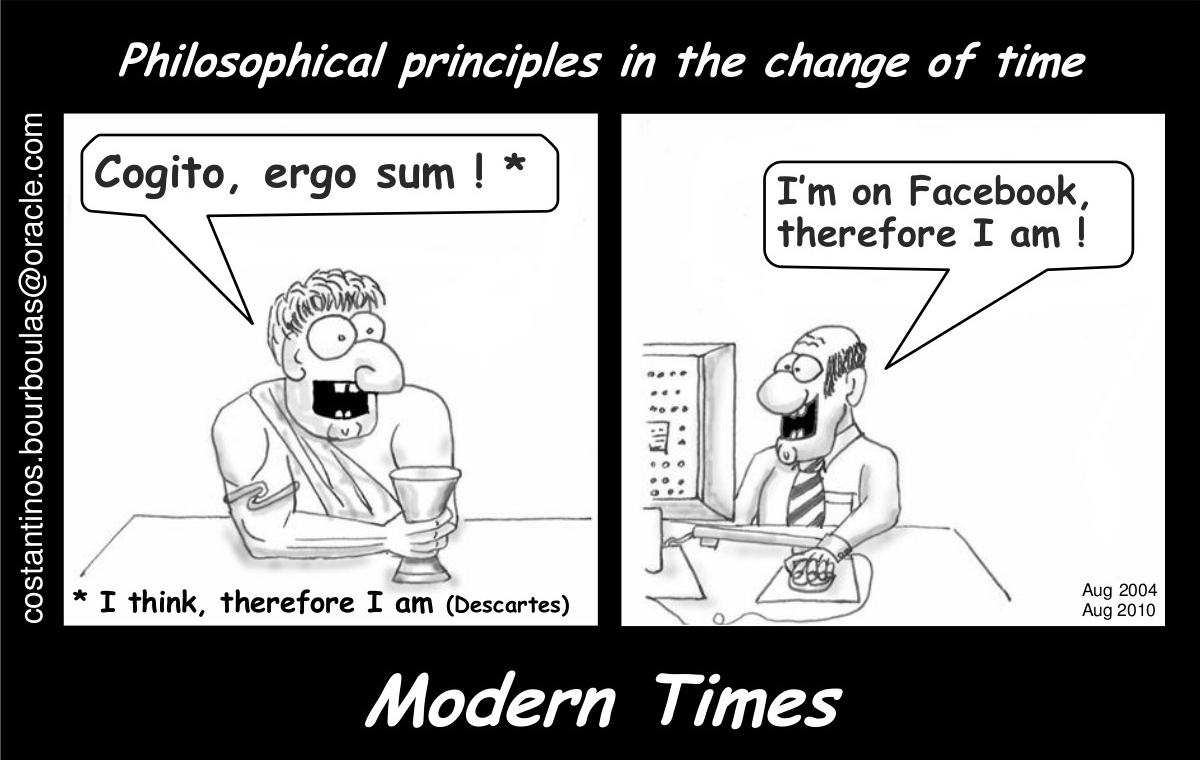 Philosophical principles in the change of time
costantinos.bourboulas@oracle.com
Cogito, ergo sum ! *
* I think, therefore I am (Descartes)
I'm on Facebook,
therefore I am !
Aug 2004
Aug 2010
Modern Times